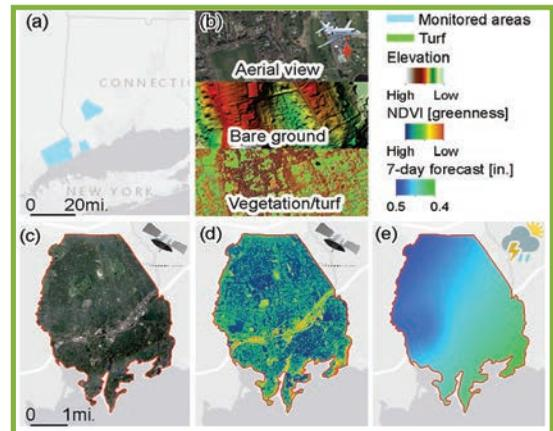 (a)
CONNECTI
NEW YORK
0 20mi.
(b)
Aerial view
Bare ground
Vegetation/turf
Monitored areas
Turf
Elevation
High Low
NDVI [greenness]
High Low
7-day forecast [in.]
0.5 0.4
(c)
0 1mi.
(d)
(e)